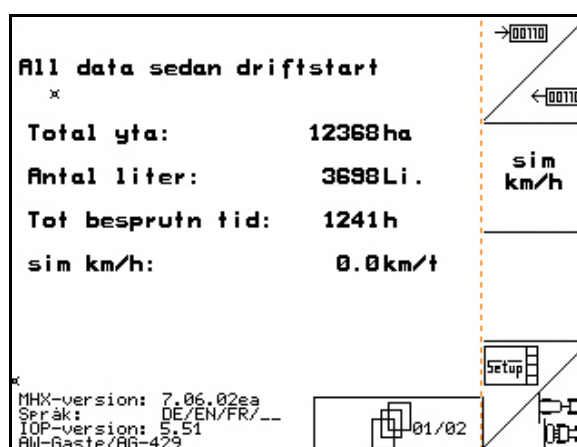 All data sedan driftstart
Total yta: 12368ha
Antal liter: 3698Li.
Tot besprutn tid: 1241h
sim km/h: 0.0km/t
MHX-version: 7.06.02ea
Språk: DE/EN/FR/__
IOP-version: 5.51
AW-Gaste/AG-429
01/02
→00110
←00110
sim
km/h
Setup